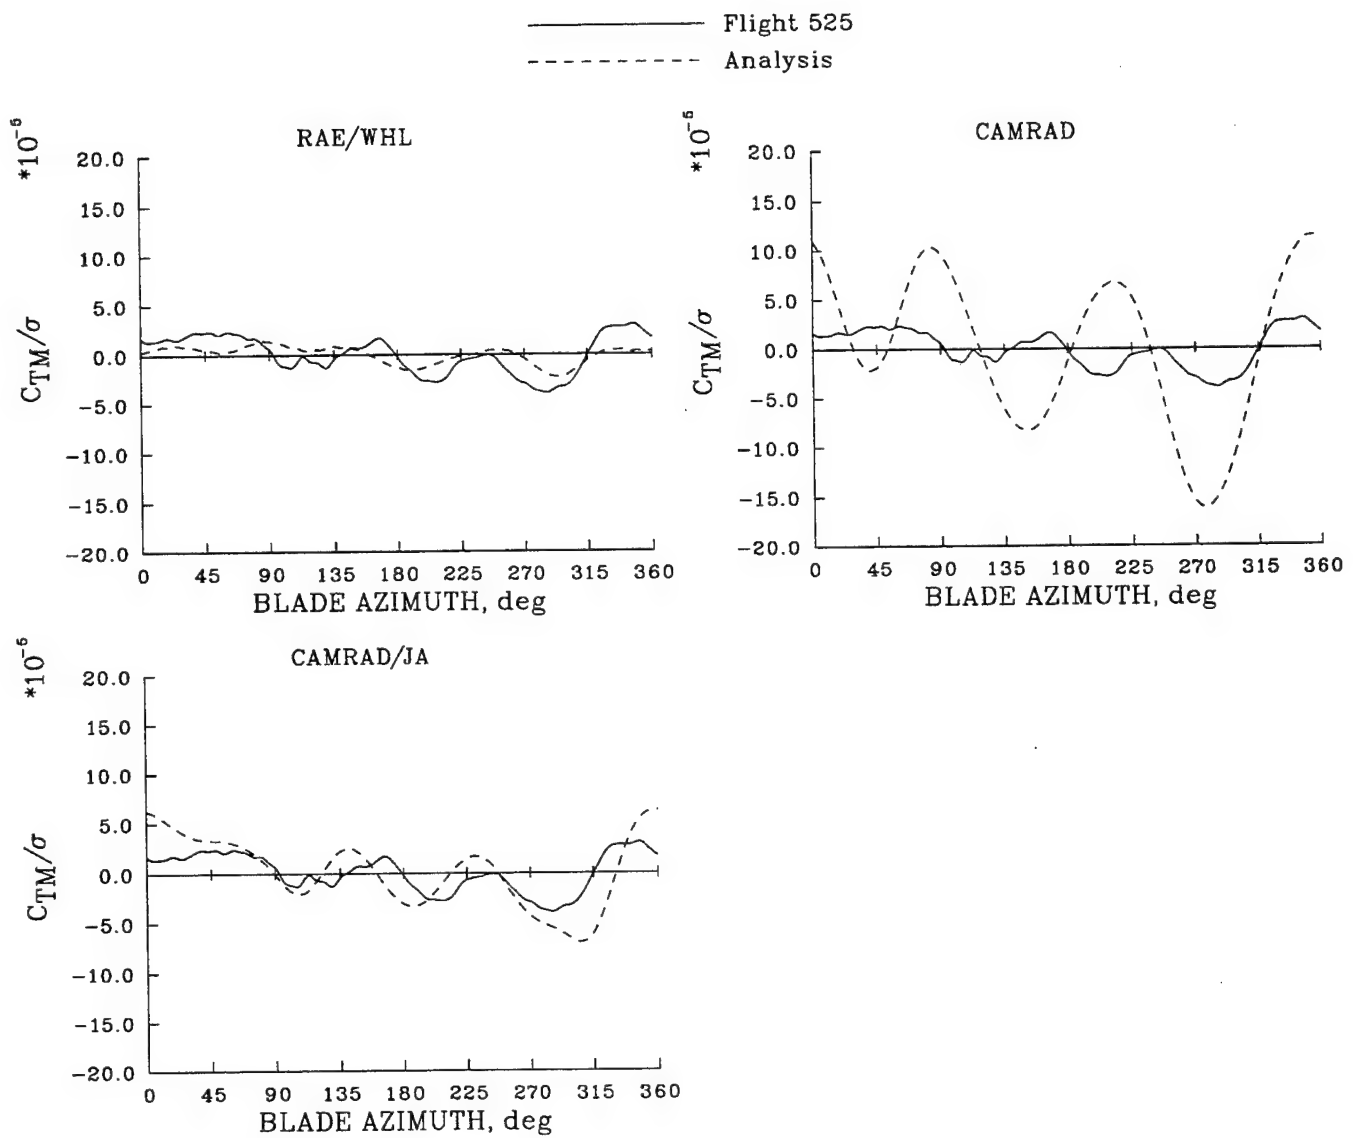 Flight 525
Analysis
RAE/WHL
*10⁻⁵
20.0
15.0
10.0
5.0
0.0
−5.0
−10.0
−15.0
−20.0
C_TM/σ
0 45 90 135 180 225 270 315 360
BLADE AZIMUTH, deg
CAMRAD
*10⁻⁵
20.0
15.0
10.0
5.0
0.0
−5.0
−10.0
−15.0
−20.0
C_TM/σ
0 45 90 135 180 225 270 315 360
BLADE AZIMUTH, deg
CAMRAD/JA
*10⁻⁵
20.0
15.0
10.0
5.0
0.0
−5.0
−10.0
−15.0
−20.0
C_TM/σ
0 45 90 135 180 225 270 315 360
BLADE AZIMUTH, deg